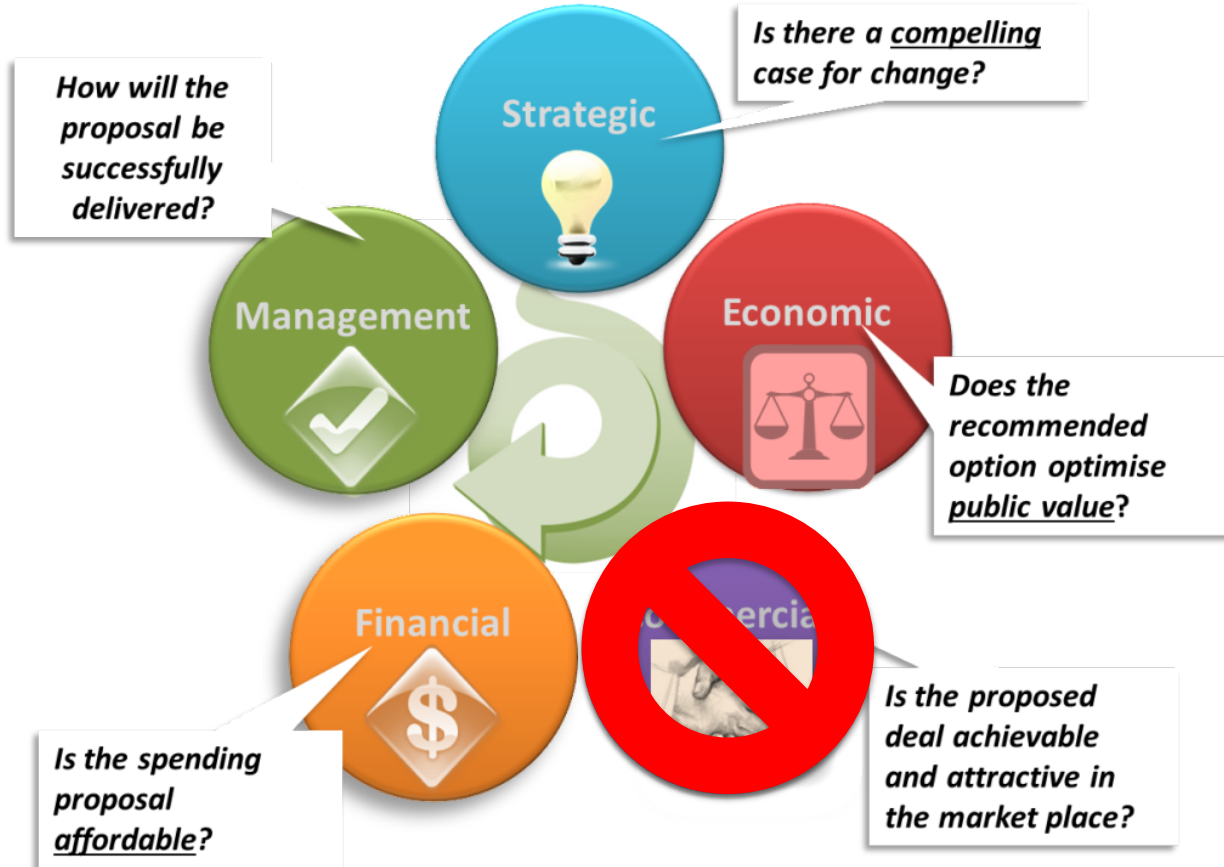 Is there a compelling
case for change?
How will the
proposal be
successfully
delivered?
Strategic
Management
Economic
Does the
recommended
option optimise
public value?
Financial
Is the proposed
deal achievable
and attractive in
the market place?
Is the spending
proposal
affordable?
$